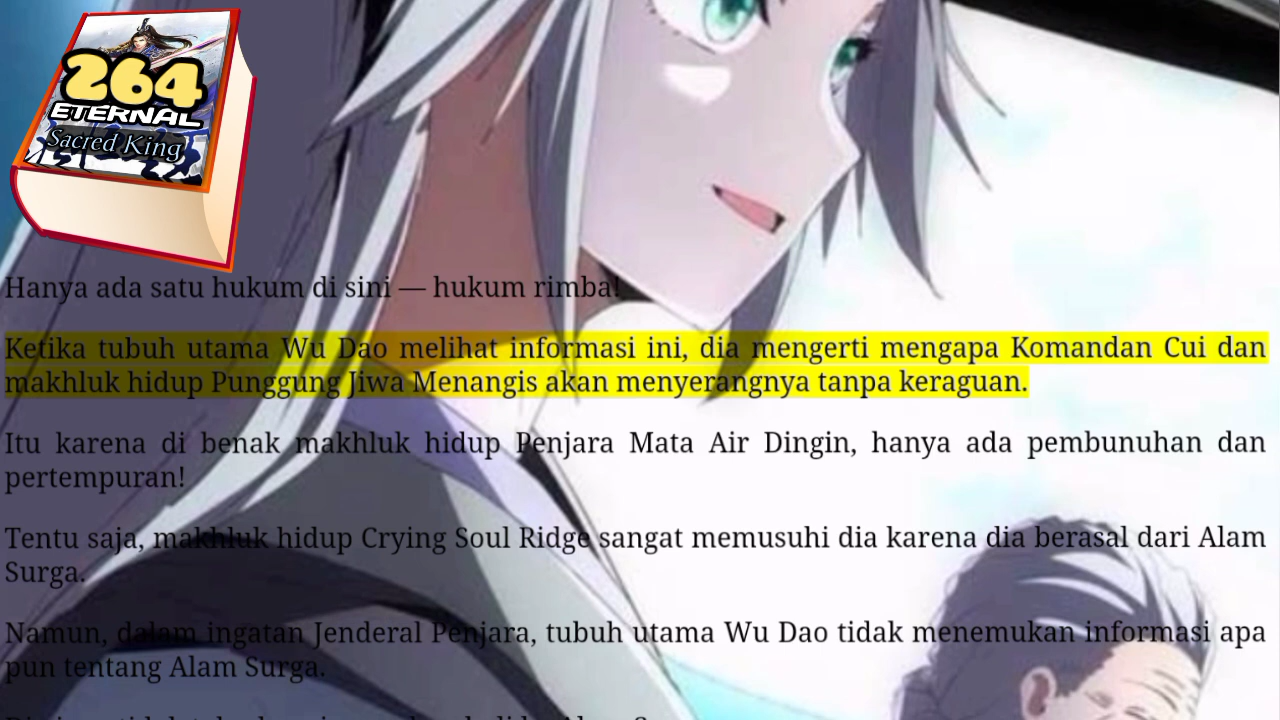 264
ETERNAL
Sacred King
Hanya ada satu hukum di sini — hukum rimba!
Ketika tubuh utama Wu Dao melihat informasi ini, dia mengerti mengapa Komandan Cui dan
makhluk hidup Punggung Jiwa Menangis akan menyerangnya tanpa keraguan.
Itu karena di benak makhluk hidup Penjara Mata Air Dingin, hanya ada pembunuhan dan
pertempuran!
Tentu saja, makhluk hidup Crying Soul Ridge sangat memusuhi dia karena dia berasal dari Alam
Surga.
Namun, dalam ingatan Jenderal Penjara, tubuh utama Wu Dao tidak menemukan informasi apa
pun tentang Alam Surga.